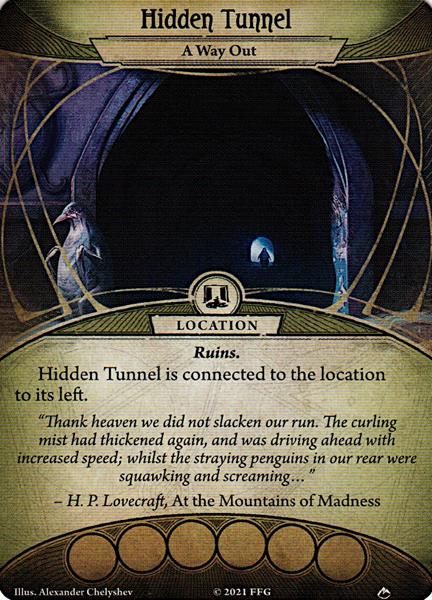 Hidden Tunnel
A Way Out
LOCATION
Ruins.
Hidden Tunnel is connected to the location
to its left.
“Thank heaven we did not slacken our run. The curling
mist had thickened again, and was driving ahead with
increased speed; whilst the straying penguins in our rear were
squawking and screaming…”
– H. P. Lovecraft, At the Mountains of Madness
Illus. Alexander Chelyshev
© 2021 FFG